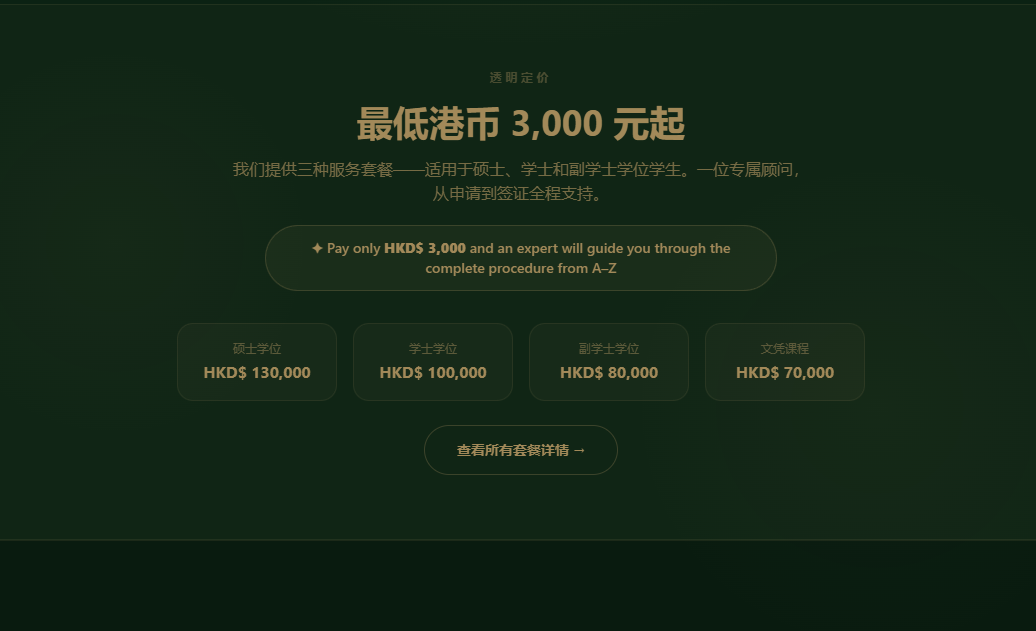 透明定价
最低港币 3,000 元起
我们提供三种服务套餐——适用于硕士、学士和副学士学位学生。一位专属顾问，
从申请到签证全程支持。
✦ Pay only HKD$ 3,000 and an expert will guide you through the
complete procedure from A–Z
硕士学位
HKD$ 130,000
学士学位
HKD$ 100,000
副学士学位
HKD$ 80,000
文凭课程
HKD$ 70,000
查看所有套餐详情 →